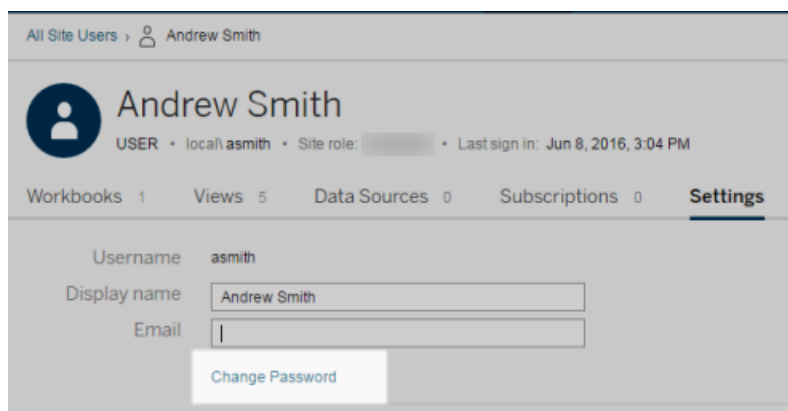 All Site Users › Andrew Smith
Andrew Smith
USER • local\ asmith • Site role: • Last sign in: Jun 8, 2016, 3:04 PM
Workbooks 1 Views 5 Data Sources 0 Subscriptions 0 Settings
Username asmith
Display name Andrew Smith
Email
Change Password